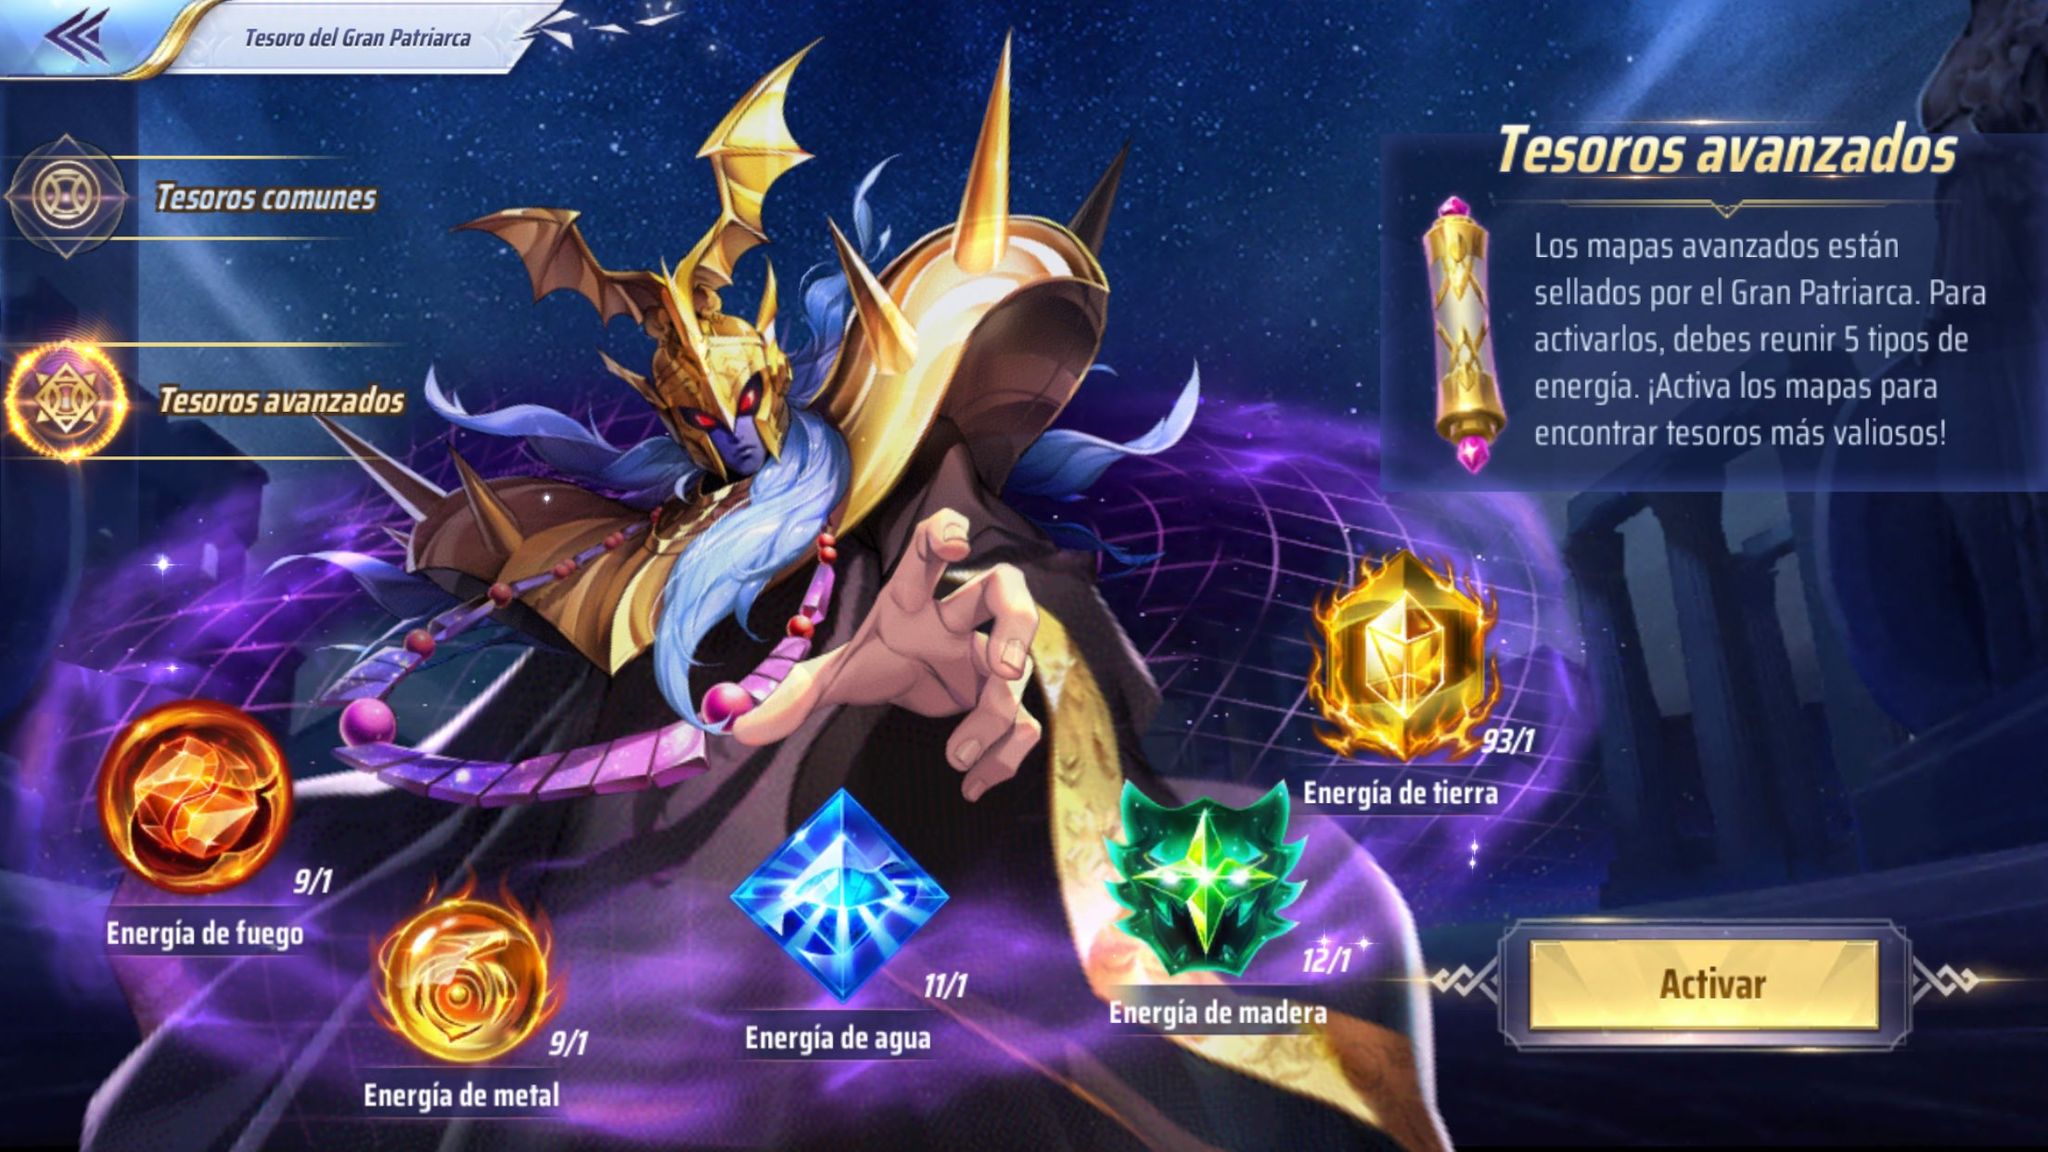 Tesoro del Gran Patriarca
Tesoros comunes
Tesoros avanzados
Tesoros avanzados
Los mapas avanzados están
sellados por el Gran Patriarca. Para
activarlos, debes reunir 5 tipos de
energía. ¡Activa los mapas para
encontrar tesoros más valiosos!
9/1
Energía de fuego
9/1
Energía de metal
11/1
Energía de agua
12/1
Energía de madera
93/1
Energía de tierra
Activar